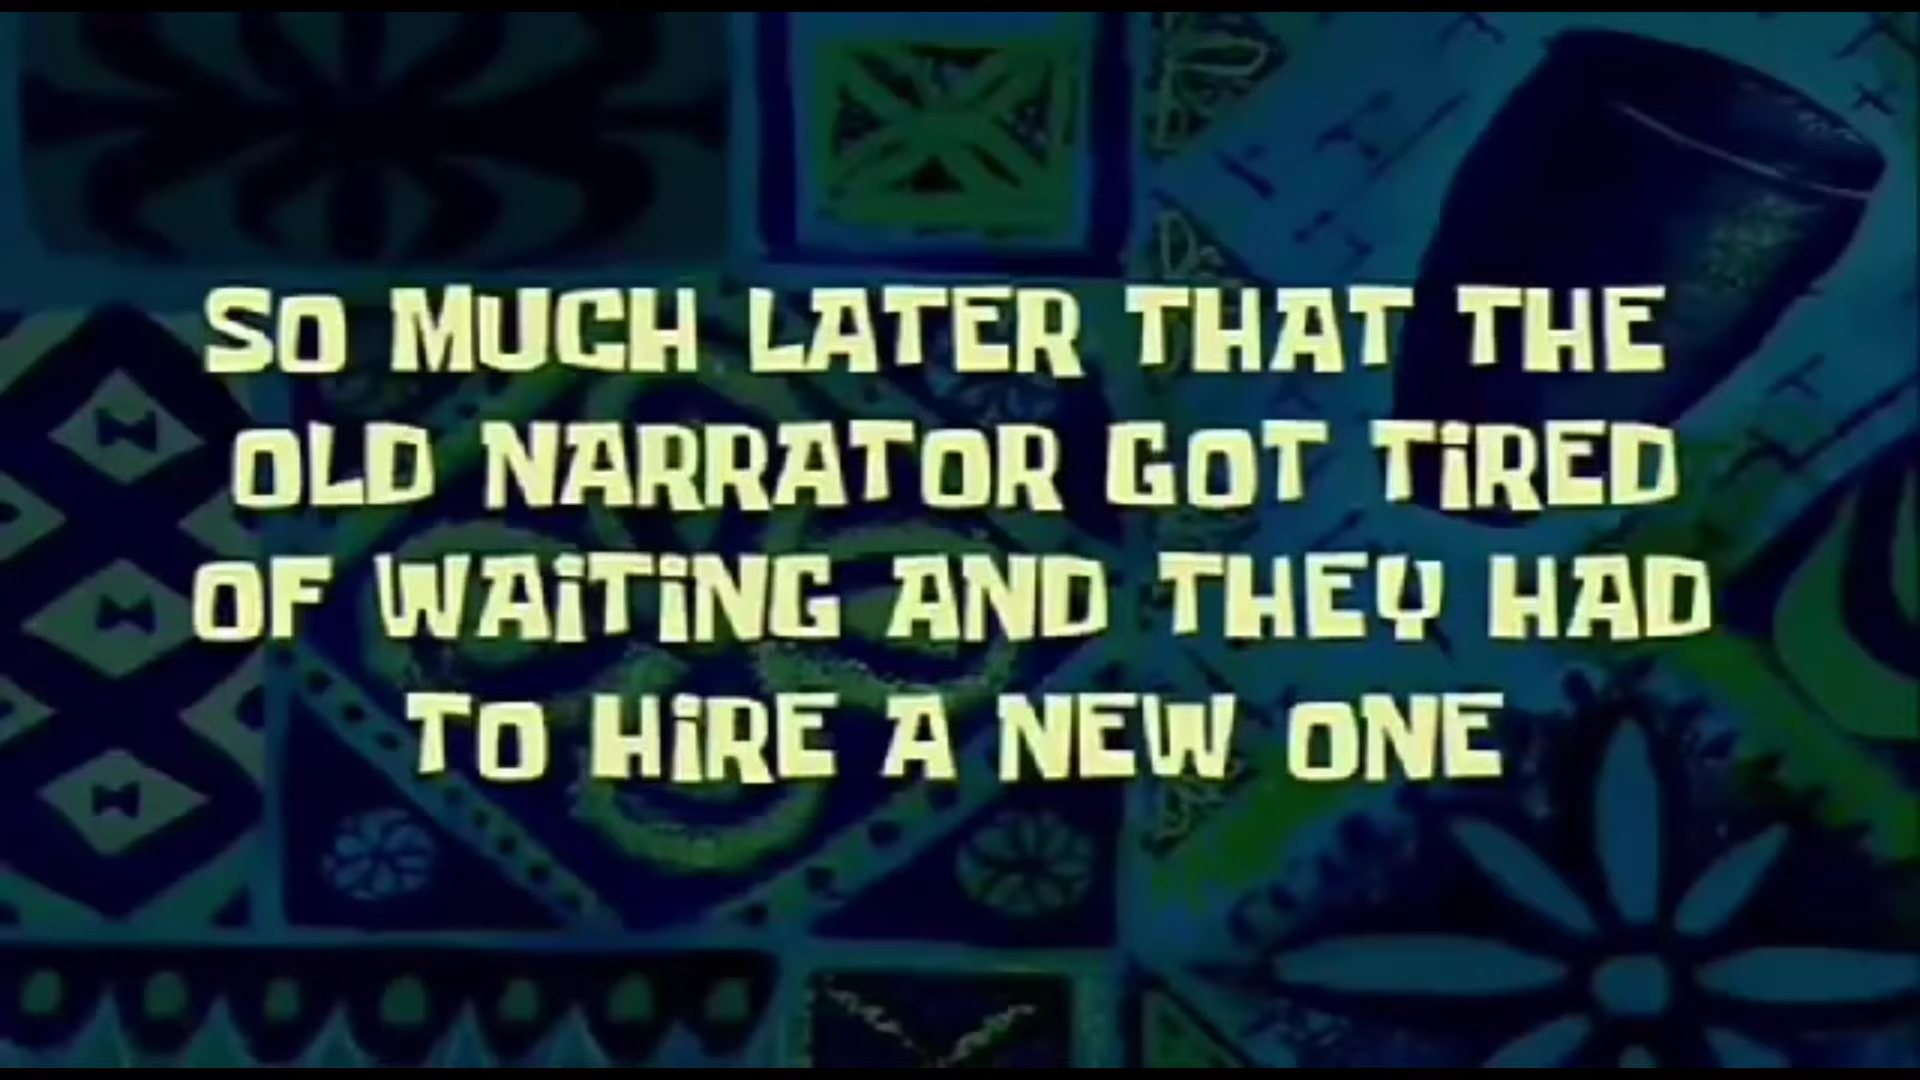 SO MUCH LATER THAT THE
OLD NARRATOR GOT TiRED
OF WAiTiNG AND THEY HAD
TO HiRE A NEW ONE